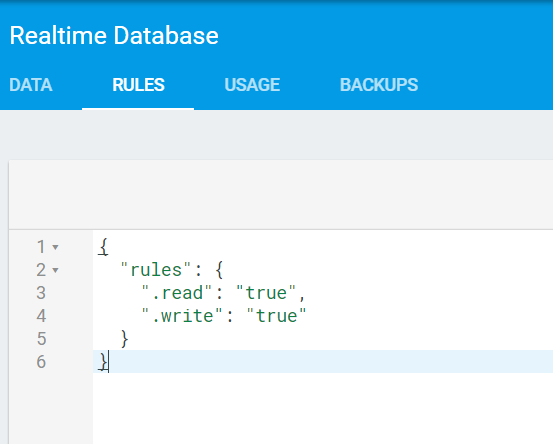 Realtime Database
DATA RULES USAGE BACKUPS
1 {
2 "rules": {
3 ".read": "true",
4 ".write": "true"
5 }
6 }